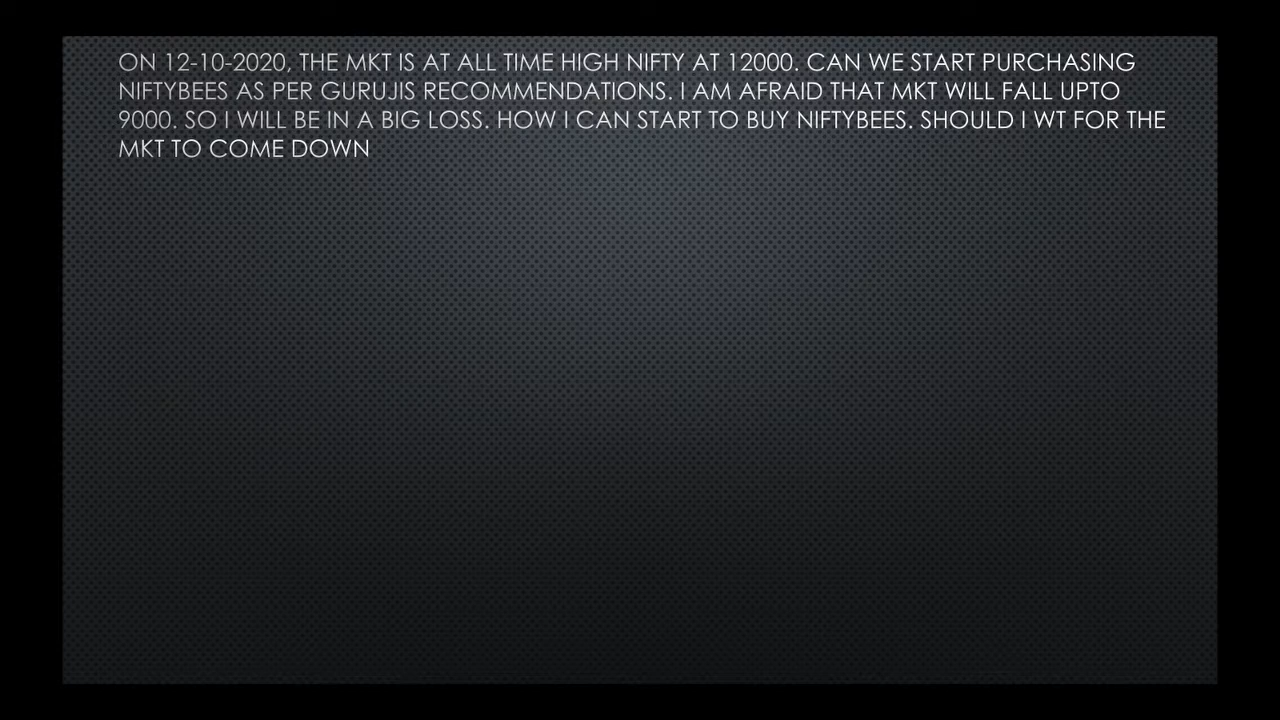 ON 12-10-2020, THE MKT IS AT ALL TIME HIGH NIFTY AT 12000. CAN WE START PURCHASING
NIFTYBEES AS PER GURUJIS RECOMMENDATIONS. I AM AFRAID THAT MKT WILL FALL UPTO
9000. SO I WILL BE IN A BIG LOSS. HOW I CAN START TO BUY NIFTYBEES. SHOULD I WT FOR THE
MKT TO COME DOWN